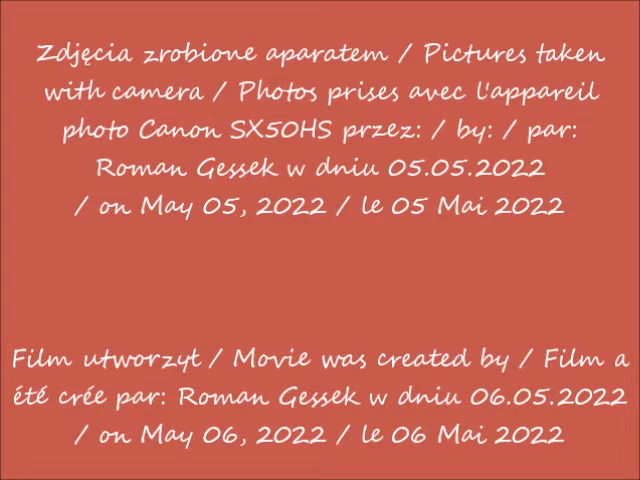 Zdjęcia zrobione aparatem / Pictures taken
with camera / Photos prises avec l'appareil
photo Canon SX50HS przez: / by: / par:
Roman Gessek w dniu 05.05.2022
/ on May 05, 2022 / le 05 Mai 2022
Film utworzył / Movie was created by / Film a
été crée par: Roman Gessek w dniu 06.05.2022
/ on May 06, 2022 / le 06 Mai 2022